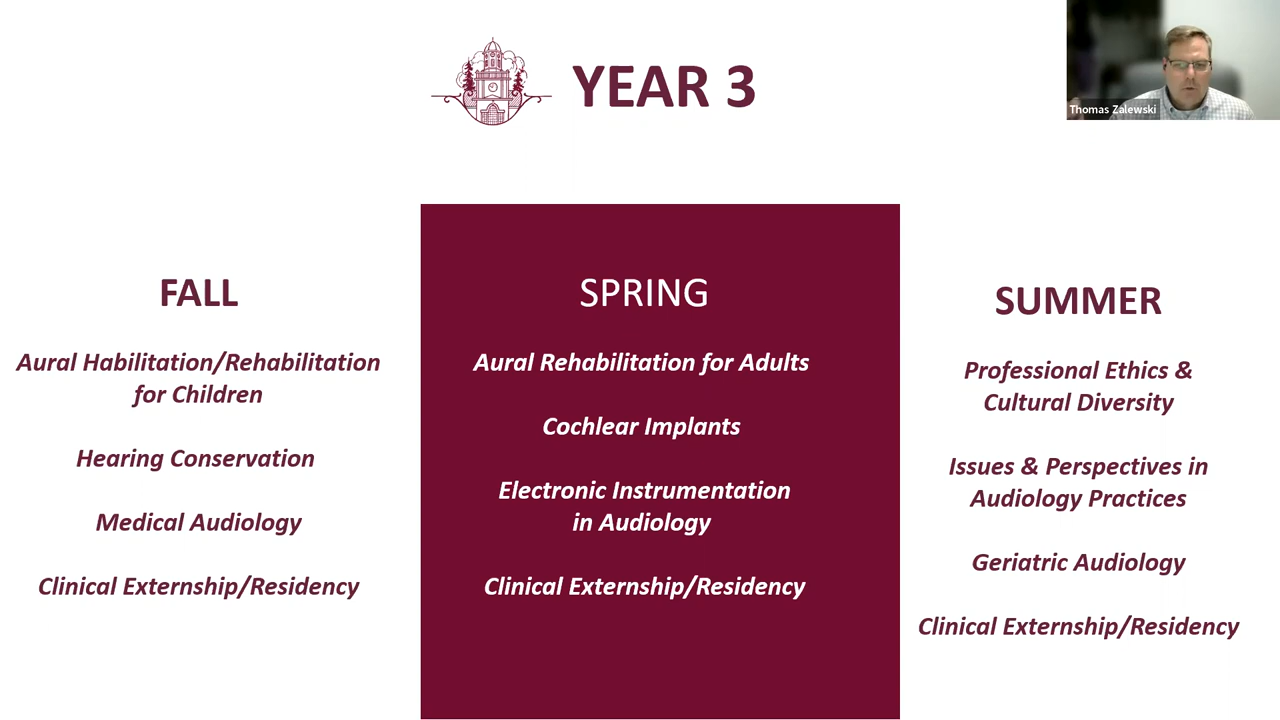 YEAR 3
Thomas Zalewski
FALL
Aural Habilitation/Rehabilitation
for Children
Hearing Conservation
Medical Audiology
Clinical Externship/Residency
SPRING
Aural Rehabilitation for Adults
Cochlear Implants
Electronic Instrumentation
in Audiology
Clinical Externship/Residency
SUMMER
Professional Ethics &
Cultural Diversity
Issues & Perspectives in
Audiology Practices
Geriatric Audiology
Clinical Externship/Residency